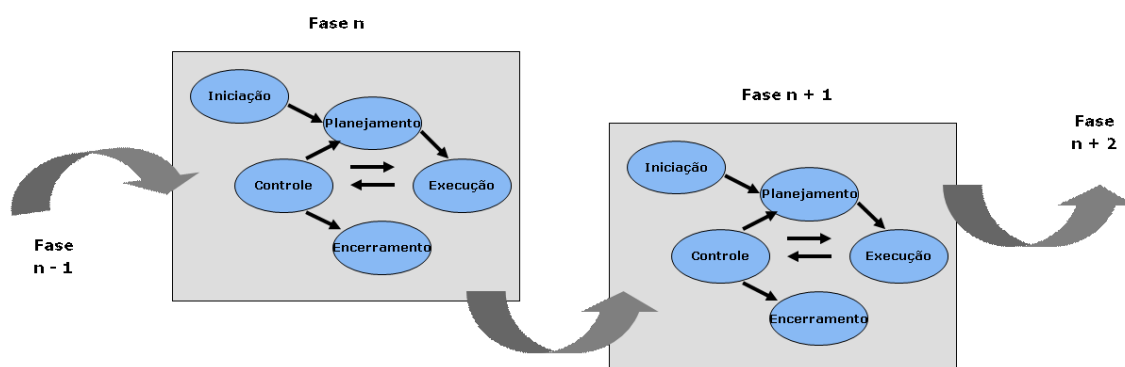 Fase n
Iniciação
Planejamento
Controle
Execução
Encerramento
Fase
n - 1
Fase n + 1
Iniciação
Planejamento
Controle
Execução
Encerramento
Fase
n + 2